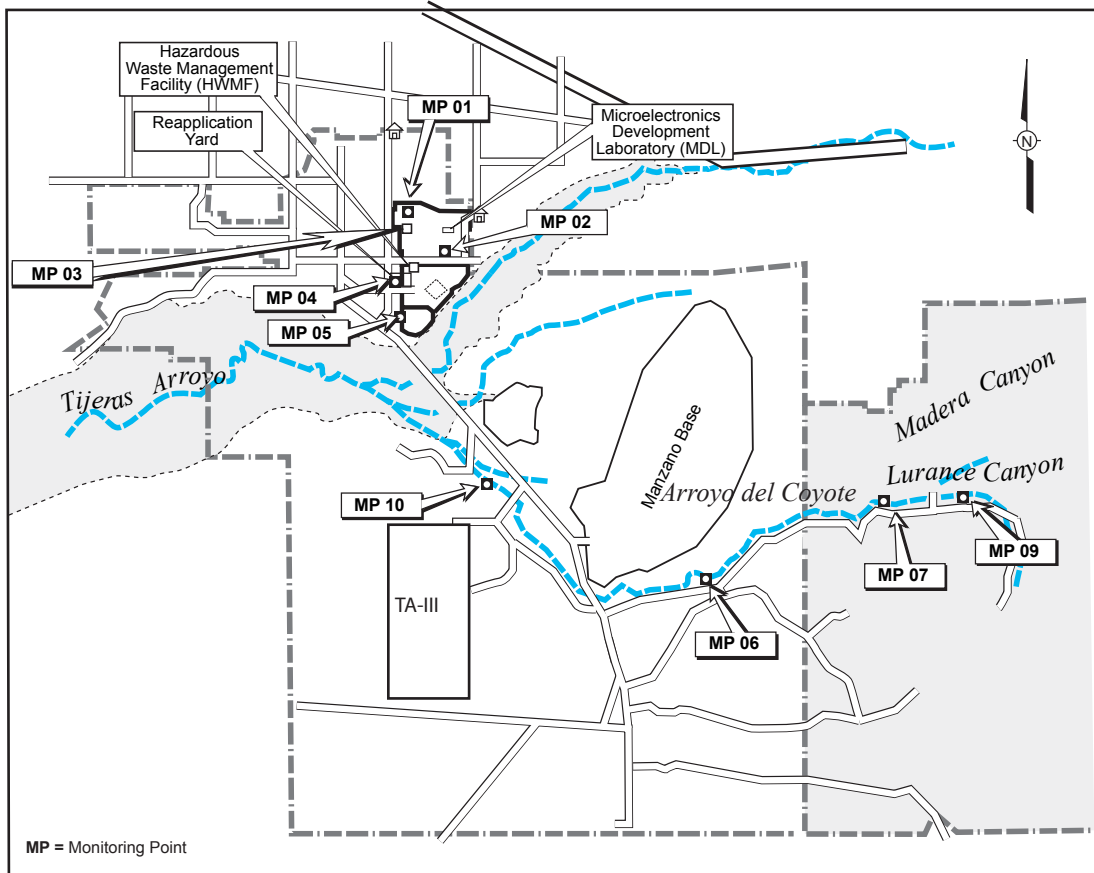 Hazardous
Waste Management
Facility (HWMF)
MP 01
Reapplication
Yard
Microelectronics
Development
Laboratory (MDL)
N
MP 02
MP 03
MP 04
MP 05
Tijeras Arroyo
Madera Canyon
Manzano Base
Lurance Canyon
Arroyo del Coyote
MP 10
MP 09
MP 07
TA-III
MP 06
MP = Monitoring Point